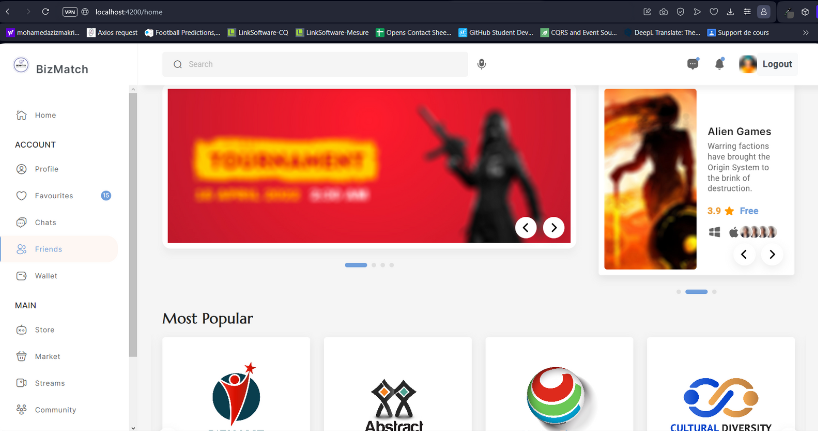 VPN
localhost:4200/home
mohamedazizmakri...
Axios request
Football Predictions,...
LinkSoftware-CQ
LinkSoftware-Mesure
Opens Contact Shee...
GitHub Student Dev...
CQRS and Event Sou...
DeepL Translate: The...
Support de cours
BizMatch
Search
Logout
Home
ACCOUNT
Profile
Favourites
15
Chats
Friends
Wallet
MAIN
Store
Market
Streams
Community
TOURNAMENT
Alien Games
Warring factions
have brought the
Origin System to
the brink of
destruction.
3.9
Free
Most Popular
Abstract
CULTURAL DIVERSITY